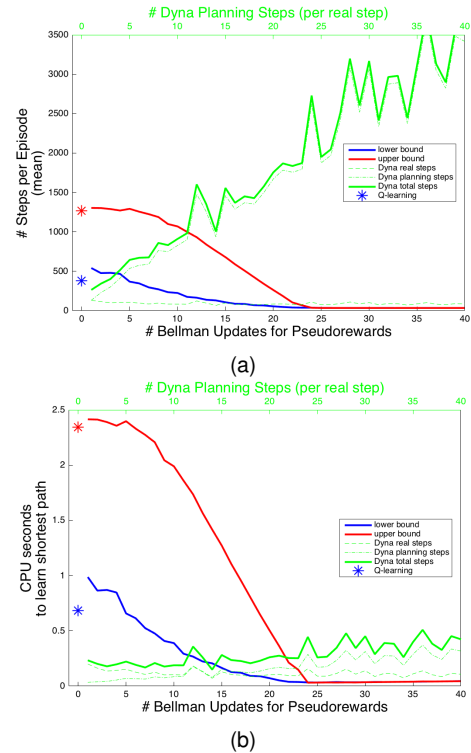 # Dyna Planning Steps (per real step)
0 5 10 15 20 25 30 35 40
3500
3000
2500
2000
1500
1000
500
0
# Steps per Episode
(mean)
lower bound
upper bound
Dyna real steps
Dyna planning steps
Dyna total steps
Q-learning
0 5 10 15 20 25 30 35 40
# Bellman Updates for Pseudorewards
(a)
# Dyna Planning Steps (per real step)
0 5 10 15 20 25 30 35 40
2.5
2
1.5
1
0.5
0
CPU seconds
to learn shortest path
lower bound
upper bound
Dyna real steps
Dyna planning steps
Dyna total steps
Q-learning
0 5 10 15 20 25 30 35 40
# Bellman Updates for Pseudorewards
(b)